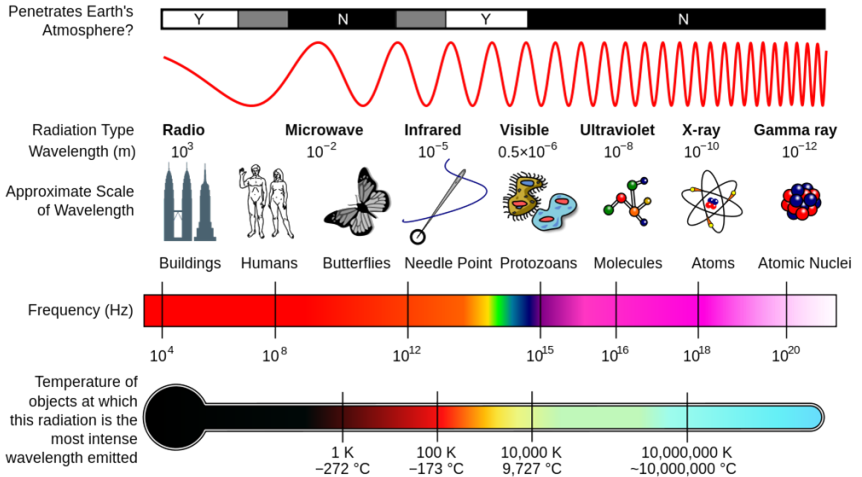 Penetrates Earth's
Atmosphere?
Y N Y N
Radiation Type
Radio Microwave Infrared Visible Ultraviolet X-ray Gamma ray
Wavelength (m)
10³ 10⁻² 10⁻⁵ 0.5×10⁻⁶ 10⁻⁸ 10⁻¹⁰ 10⁻¹²
Approximate Scale
of Wavelength
Buildings Humans Butterflies Needle Point Protozoans Molecules Atoms Atomic Nuclei
Frequency (Hz)
10⁴ 10⁸ 10¹² 10¹⁵ 10¹⁶ 10¹⁸ 10²⁰
Temperature of
objects at which
this radiation is the
most intense
wavelength emitted
1 K 100 K 10,000 K 10,000,000 K
−272 °C −173 °C 9,727 °C ~10,000,000 °C